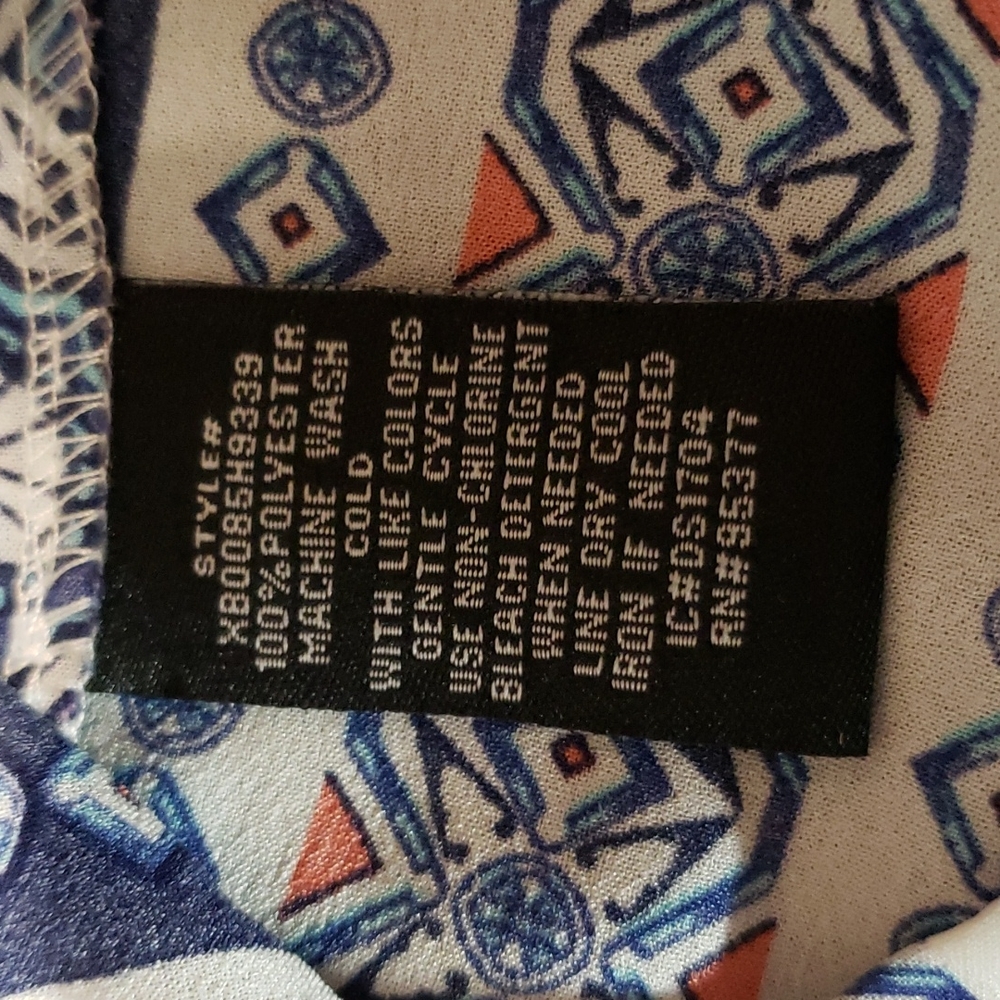 STYLE#
XB0085H9339
100%POLYESTER
MACHINE WASH
COLD
WITH LIKE COLORS
GENTLE CYCLE
USE NON-CHLORINE
BLEACH DETERGENT
WHEN NEEDED
LINE DRY COOL
IRON IF NEEDED
IC#DS1704
RN#95377